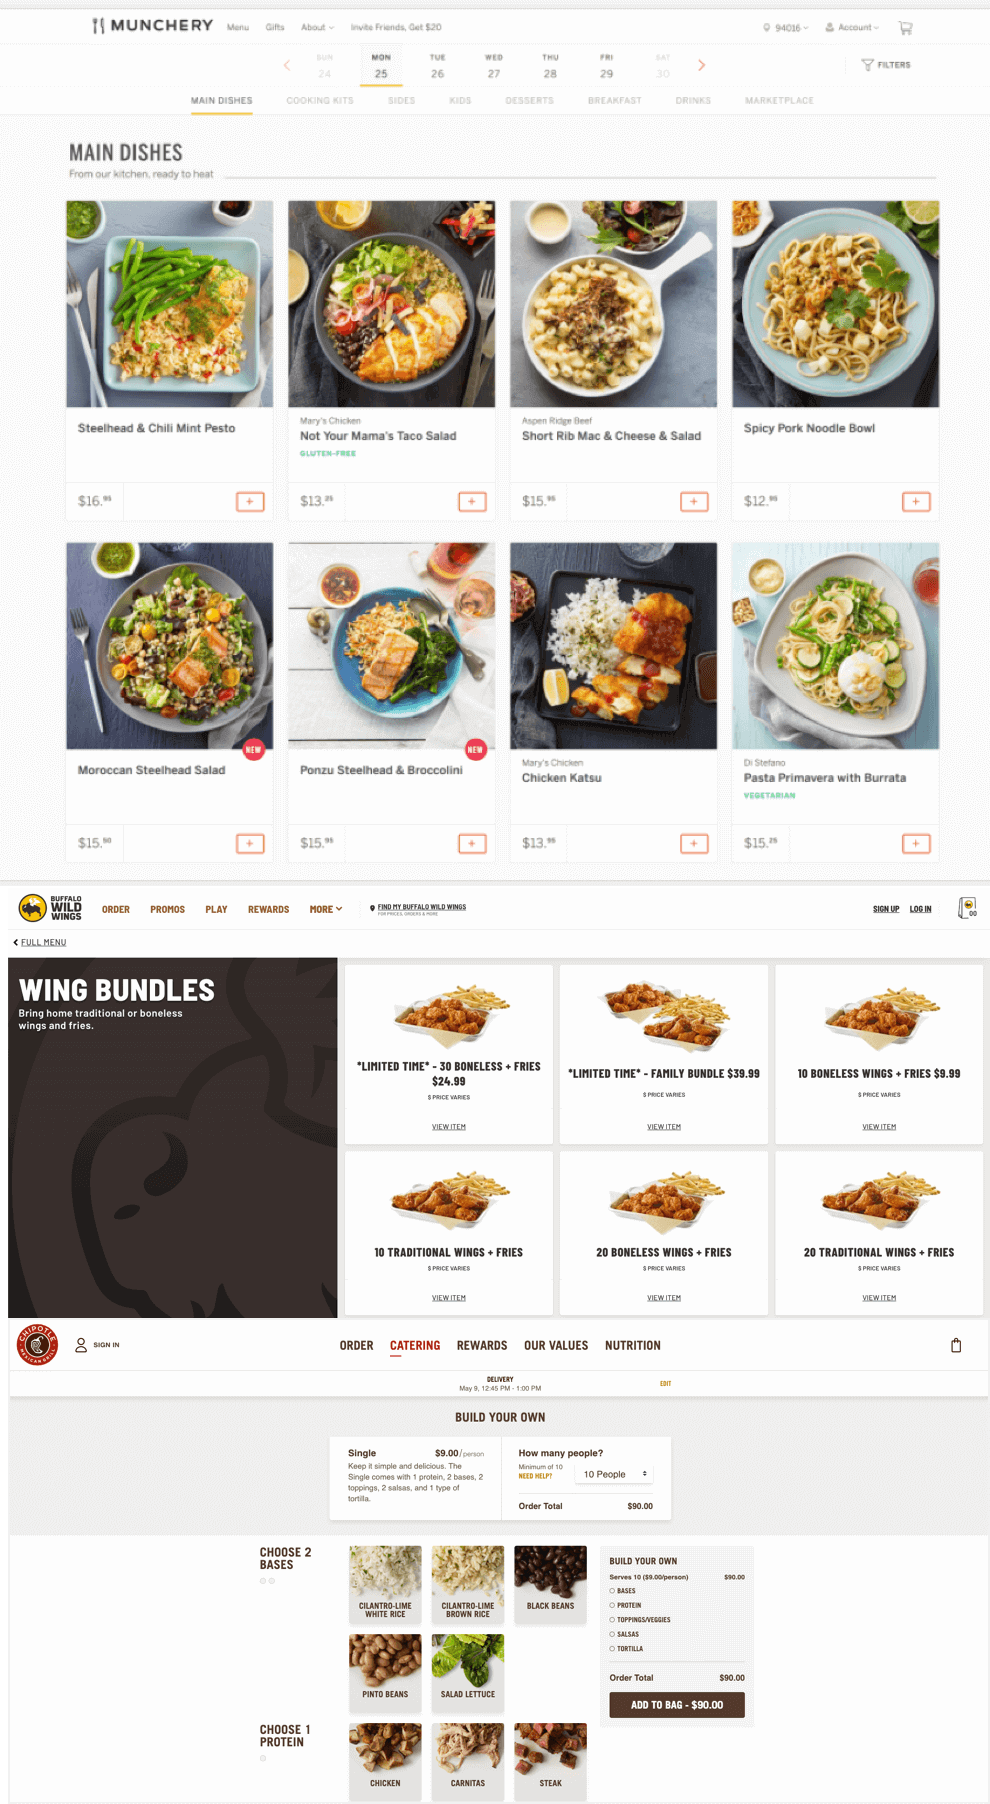 MUNCHERY Menu Gifts About Invite Friends, Get $20 94016 Account
SUN MON TUE WED THU FRI SAT
24 25 26 27 28 29 30
FILTERS
MAIN DISHES COOKING KITS SIDES KIDS DESSERTS BREAKFAST DRINKS MARKETPLACE
MAIN DISHES
From our kitchen, ready to heat
Steelhead & Chili Mint Pesto
$16.95
+
Mary's Chicken
Not Your Mama's Taco Salad
GLUTEN-FREE
$13.25
+
Aspen Ridge Beef
Short Rib Mac & Cheese & Salad
$15.95
+
Spicy Pork Noodle Bowl
$12.95
+
NEW
Moroccan Steelhead Salad
$15.50
+
NEW
Ponzu Steelhead & Broccolini
$15.95
+
Mary's Chicken
Chicken Katsu
$13.95
+
Di Stefano
Pasta Primavera with Burrata
VEGETARIAN
$15.25
+
BUFFALO
WILD
WINGS
ORDER PROMOS PLAY REWARDS MORE
FIND MY BUFFALO WILD WINGS
FOR PRICES, ORDERS & MORE
SIGN UP LOG IN
00
FULL MENU
WING BUNDLES
Bring home traditional or boneless
wings and fries.
*LIMITED TIME* - 30 BONELESS + FRIES
$24.99
$ PRICE VARIES
VIEW ITEM
*LIMITED TIME* - FAMILY BUNDLE $39.99
$ PRICE VARIES
VIEW ITEM
10 BONELESS WINGS + FRIES $9.99
$ PRICE VARIES
VIEW ITEM
10 TRADITIONAL WINGS + FRIES
$ PRICE VARIES
VIEW ITEM
20 BONELESS WINGS + FRIES
$ PRICE VARIES
VIEW ITEM
20 TRADITIONAL WINGS + FRIES
$ PRICE VARIES
VIEW ITEM
CHIPOTLE
MEXICAN GRILL
SIGN IN
ORDER CATERING REWARDS OUR VALUES NUTRITION
DELIVERY
May 9, 12:45 PM - 1:00 PM
EDIT
BUILD YOUR OWN
Single $9.00/person
Keep it simple and delicious. The
Single comes with 1 protein, 2 bases, 2
toppings, 2 salsas, and 1 type of
tortilla.
How many people?
Minimum of 10
NEED HELP?
10 People
Order Total $90.00
CHOOSE 2
BASES
CILANTRO-LIME
WHITE RICE
CILANTRO-LIME
BROWN RICE
BLACK BEANS
PINTO BEANS
SALAD LETTUCE
CHOOSE 1
PROTEIN
CHICKEN
CARNITAS
STEAK
BUILD YOUR OWN
Serves 10 ($9.00/person) $90.00
BASES
PROTEIN
TOPPINGS/VEGGIES
SALSAS
TORTILLA
Order Total $90.00
ADD TO BAG - $90.00